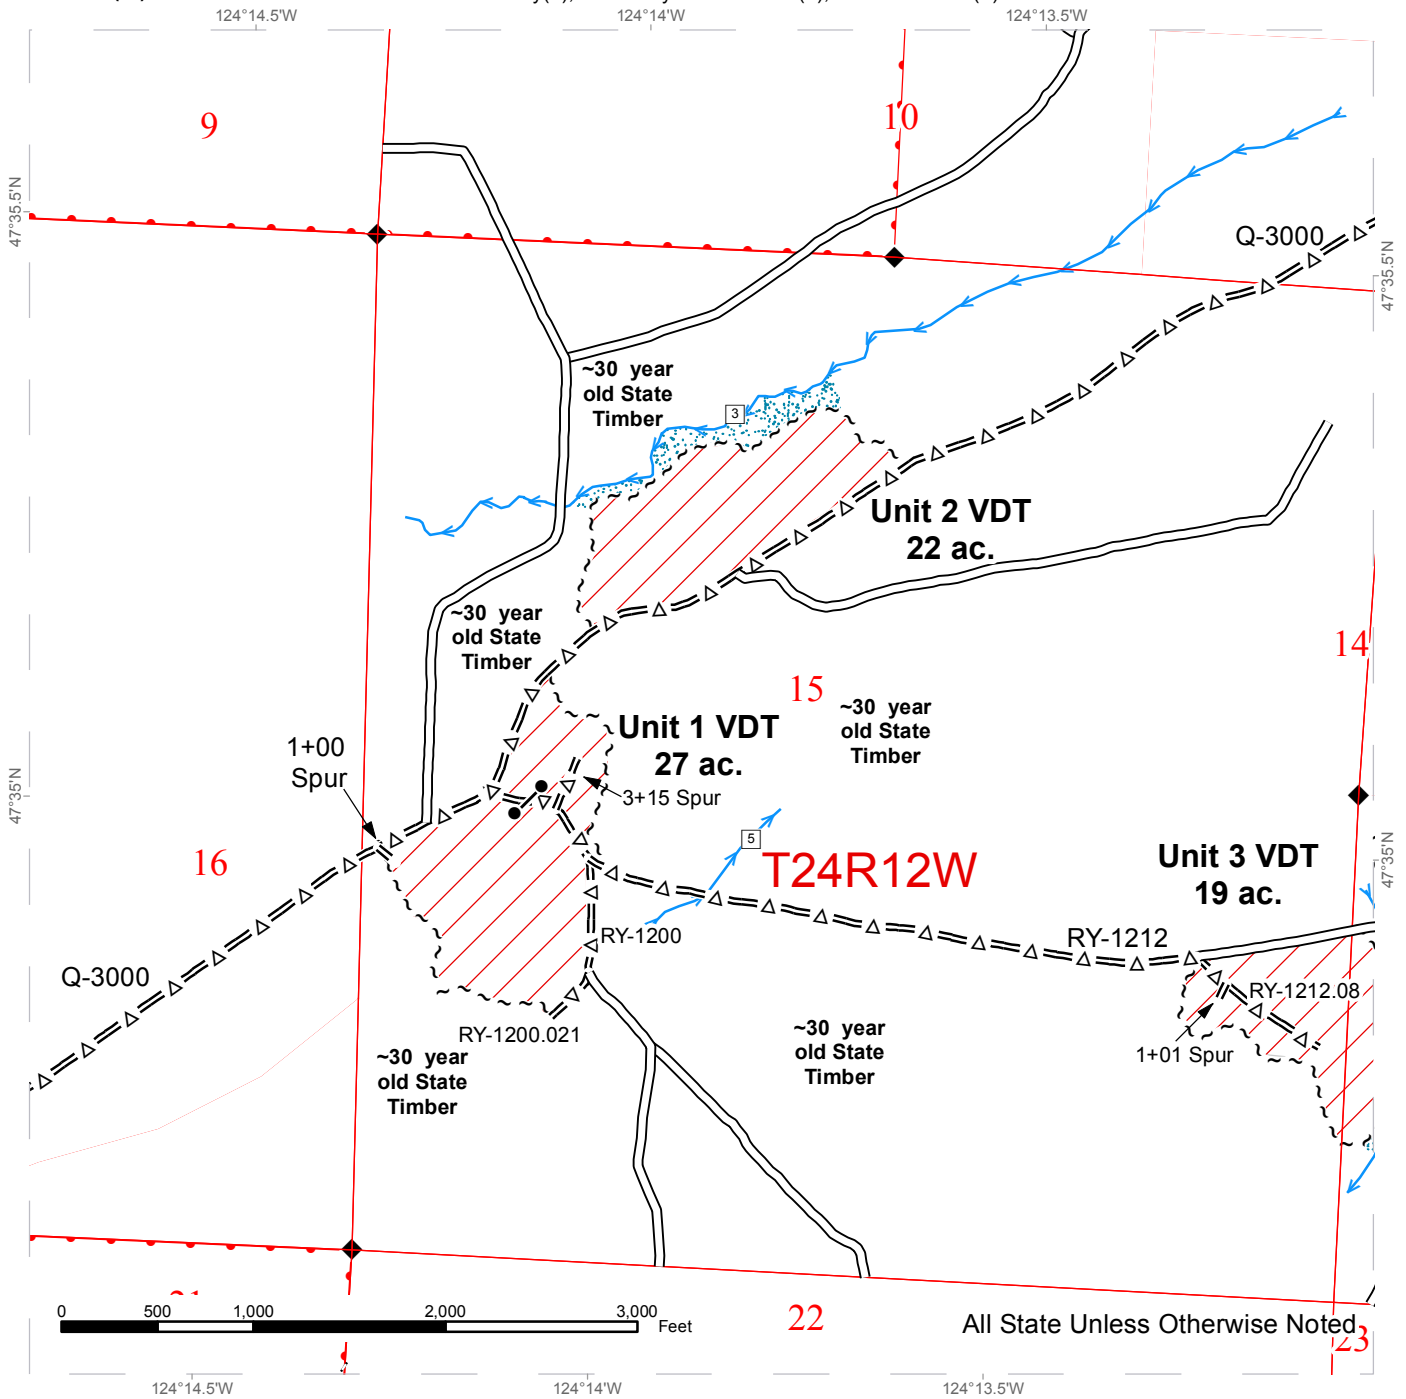 124°14.5'W
124°14'W
124°13.5'W
9
10
47°35.5'N
Q-3000
47°35.5'N
~30 year
old State
Timber
3
Unit 2 VDT
22 ac.
~30 year
old State
Timber
14
15
~30 year
old State
Timber
Unit 1 VDT
27 ac.
1+00
Spur
3+15 Spur
47°35'N
5
16
T24R12W
Unit 3 VDT
19 ac.
47°35'N
RY-1200
RY-1212
Q-3000
RY-1212.08
RY-1200.021
~30 year
old State
Timber
1+01 Spur
~30 year
old State
Timber
0
500
1,000
2,000
3,000
Feet
22
All State Unless Otherwise Noted
23
124°14.5'W
124°14'W
124°13.5'W